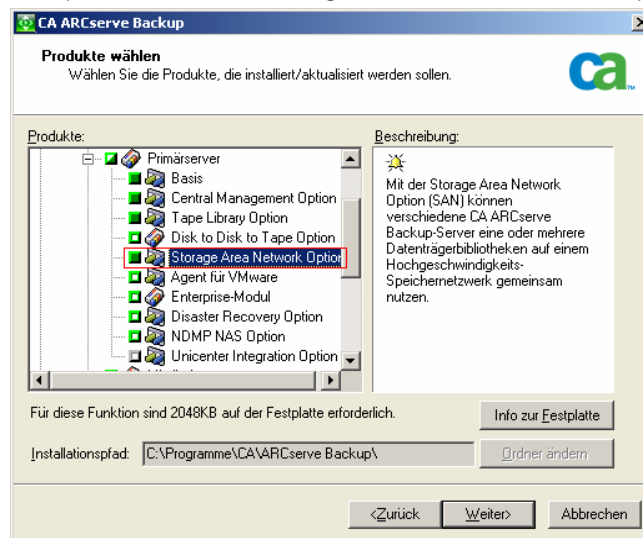 CA ARCserve Backup
Produkte wählen
Wählen Sie die Produkte, die installiert/aktualisiert werden sollen.
ca
Produkte:
Primärserver
Basis
Central Management Option
Tape Library Option
Disk to Disk to Tape Option
Storage Area Network Option
Agent für VMware
Enterprise-Modul
Disaster Recovery Option
NDMP NAS Option
Unicenter Integration Option
Beschreibung:
Mit der Storage Area Network
Option (SAN) können
verschiedene CA ARCserve
Backup-Server eine oder mehrere
Datenträgerbibliotheken auf einem
Hochgeschwindigkeits-
Speichernetzwerk gemeinsam
nutzen.
Für diese Funktion sind 2048KB auf der Festplatte erforderlich.
Info zur Festplatte
Installationspfad: C:\Programme\CA\ARCserve Backup\
Ordner ändern
<Zurück Weiter> Abbrechen